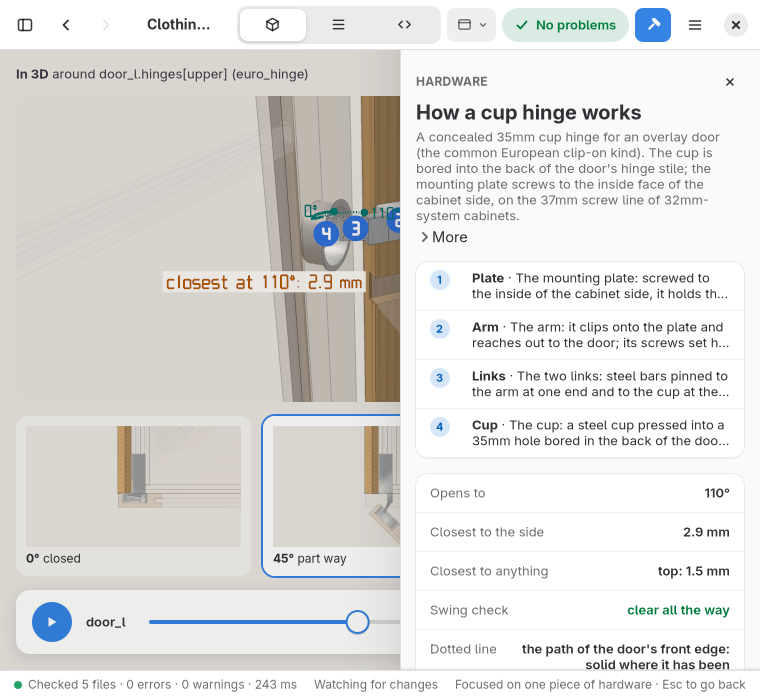 Clothin...
No problems
In 3D around door_l.hinges[upper] (euro_hinge)
0°
110
4
3
2
closest at 110°: 2.9 mm
0° closed
45° part way
door_l
HARDWARE
How a cup hinge works
A concealed 35mm cup hinge for an overlay door
(the common European clip-on kind). The cup is
bored into the back of the door's hinge stile; the
mounting plate screws to the inside face of the
cabinet side, on the 37mm screw line of 32mm-
system cabinets.
More
1 Plate · The mounting plate: screwed to
the inside of the cabinet side, it holds th...
2 Arm · The arm: it clips onto the plate and
reaches out to the door; its screws set h...
3 Links · The two links: steel bars pinned to
the arm at one end and to the cup at the...
4 Cup · The cup: a steel cup pressed into a
35mm hole bored in the back of the doo...
Opens to 110°
Closest to the side 2.9 mm
Closest to anything top: 1.5 mm
Swing check clear all the way
Dotted line the path of the door's front edge:
solid where it has been
Checked 5 files · 0 errors · 0 warnings · 243 ms Watching for changes Focused on one piece of hardware · Esc to go back